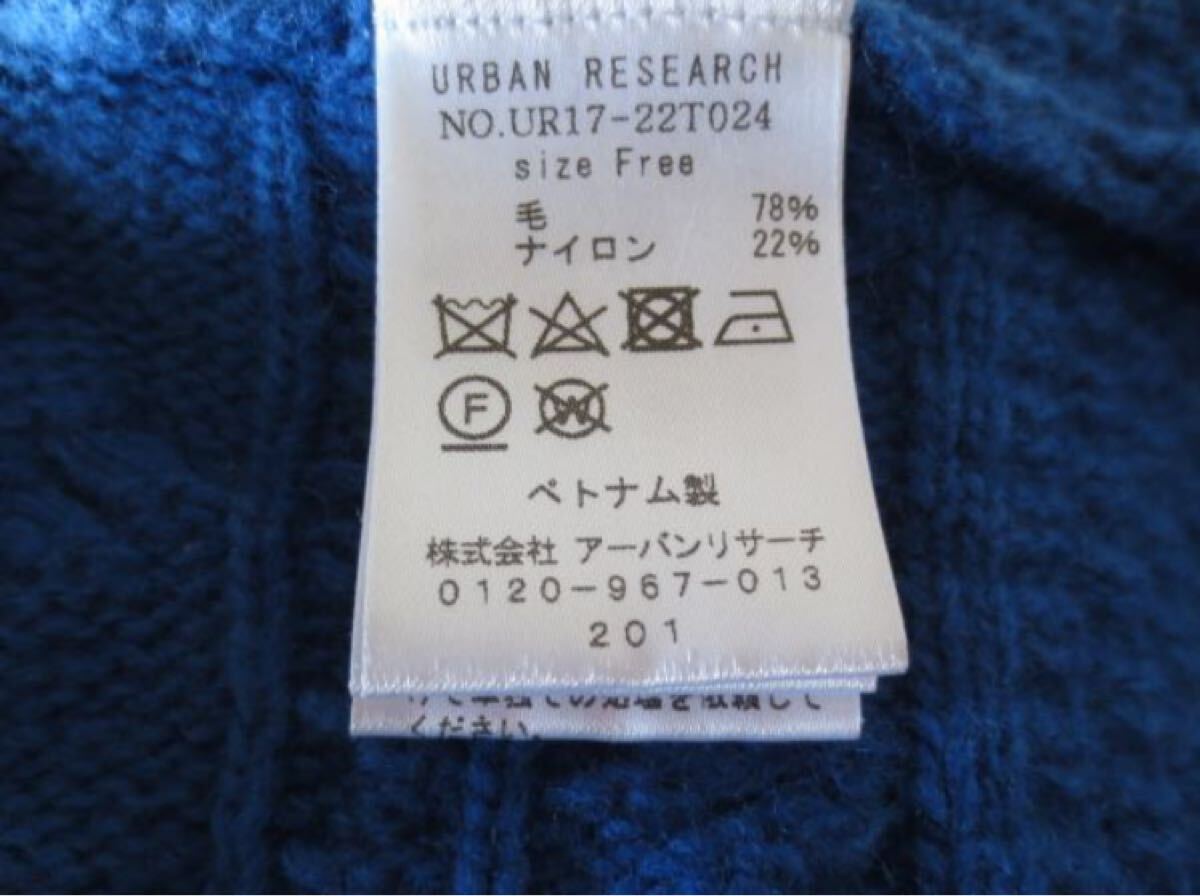 URBAN RESEARCH
NO.UR17-22T024
size Free
毛 78%
ナイロン 22%
F W
ベトナム製
株式会社 アーバンリサーチ
0120-967-013
201
ください。